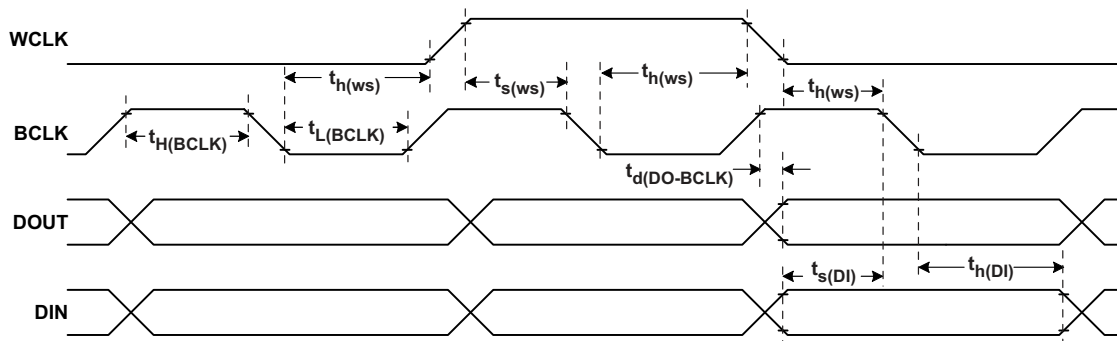 WCLK
t_h(ws) t_s(ws) t_h(ws) t_h(ws)
BCLK
t_H(BCLK) t_L(BCLK)
t_d(DO-BCLK)
DOUT
t_s(DI) t_h(DI)
DIN